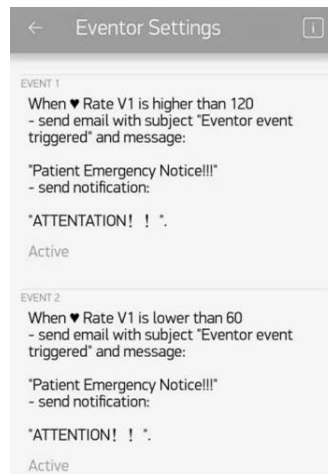 ← Eventor Settings i
EVENT 1
When ♥ Rate V1 is higher than 120
- send email with subject "Eventor event
triggered" and message:
"Patient Emergency Notice!!!"
- send notification:
"ATTENTATION！！".
Active
EVENT 2
When ♥ Rate V1 is lower than 60
- send email with subject "Eventor event
triggered" and message:
"Patient Emergency Notice!!!"
- send notification:
"ATTENTION！！".
Active